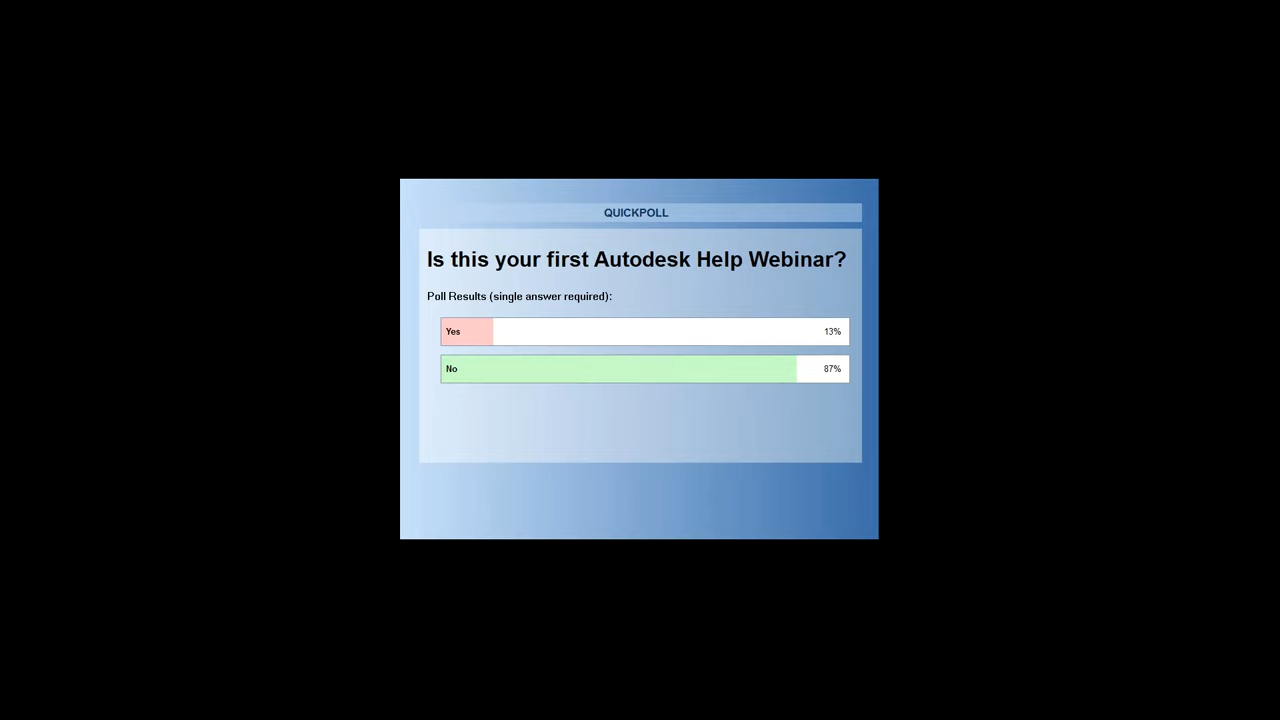 QUICKPOLL
Is this your first Autodesk Help Webinar?
Poll Results (single answer required):
Yes 13%
No 87%